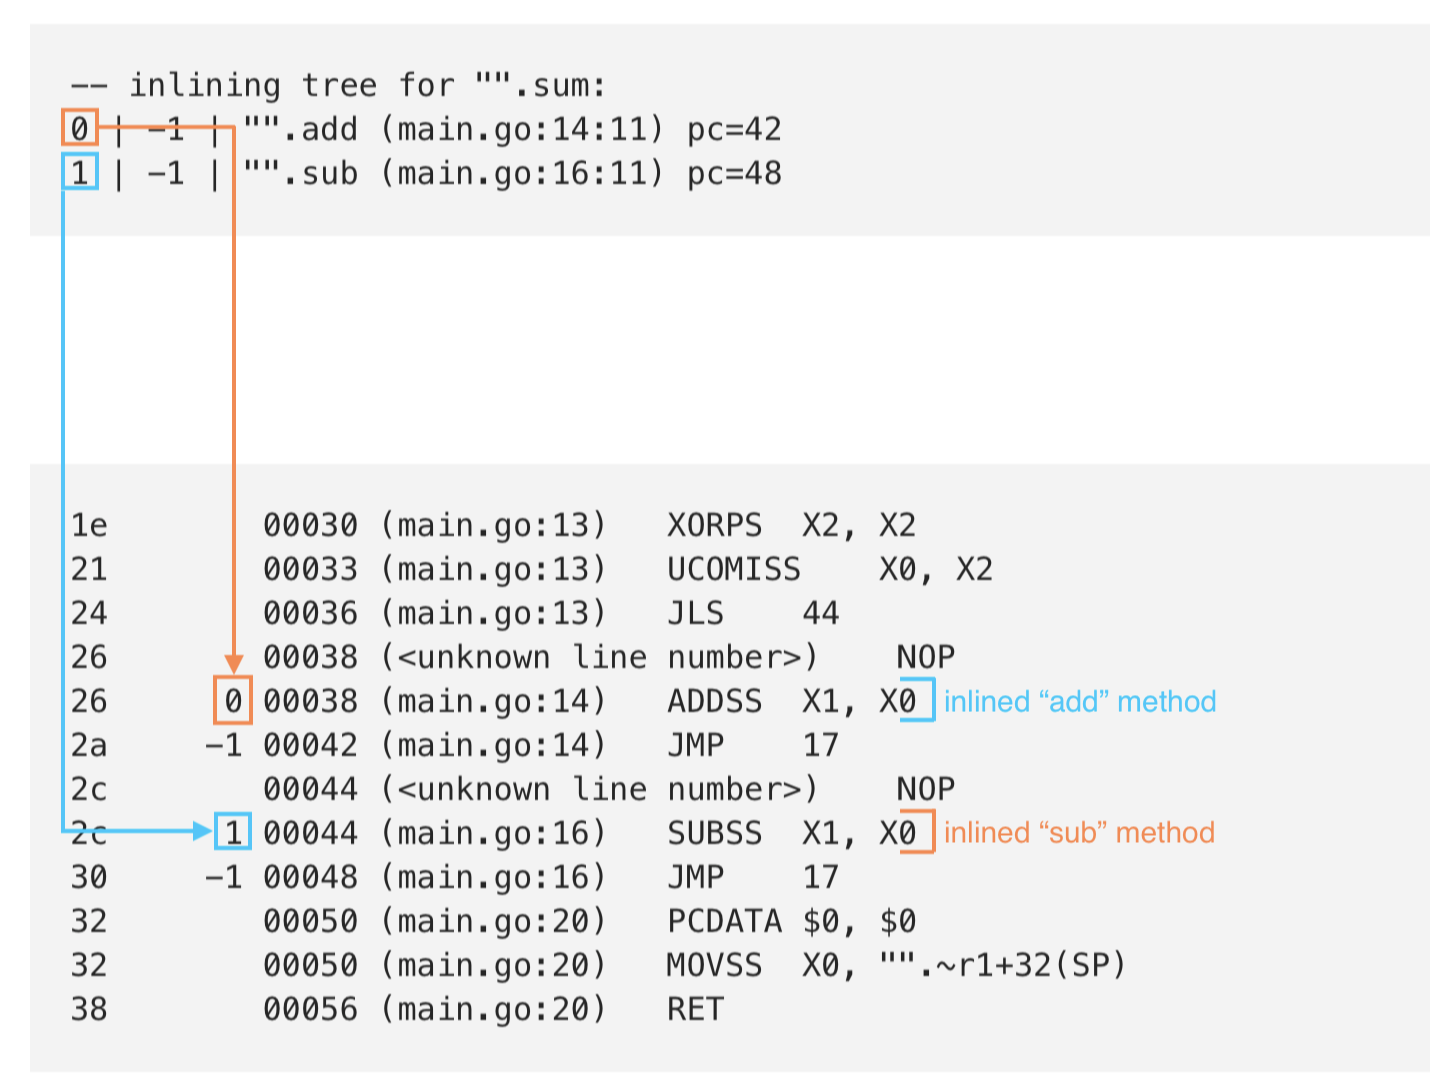 -- inlining tree for "".sum:
0 | -1 | "".add (main.go:14:11) pc=42
1 | -1 | "".sub (main.go:16:11) pc=48
1e 00030 (main.go:13) XORPS X2, X2
21 00033 (main.go:13) UCOMISS X0, X2
24 00036 (main.go:13) JLS 44
26 00038 (<unknown line number>) NOP
26 0 00038 (main.go:14) ADDSS X1, X0 inlined “add” method
2a -1 00042 (main.go:14) JMP 17
2c 00044 (<unknown line number>) NOP
2c 1 00044 (main.go:16) SUBSS X1, X0 inlined “sub” method
30 -1 00048 (main.go:16) JMP 17
32 00050 (main.go:20) PCDATA $0, $0
32 00050 (main.go:20) MOVSS X0, "".~r1+32(SP)
38 00056 (main.go:20) RET